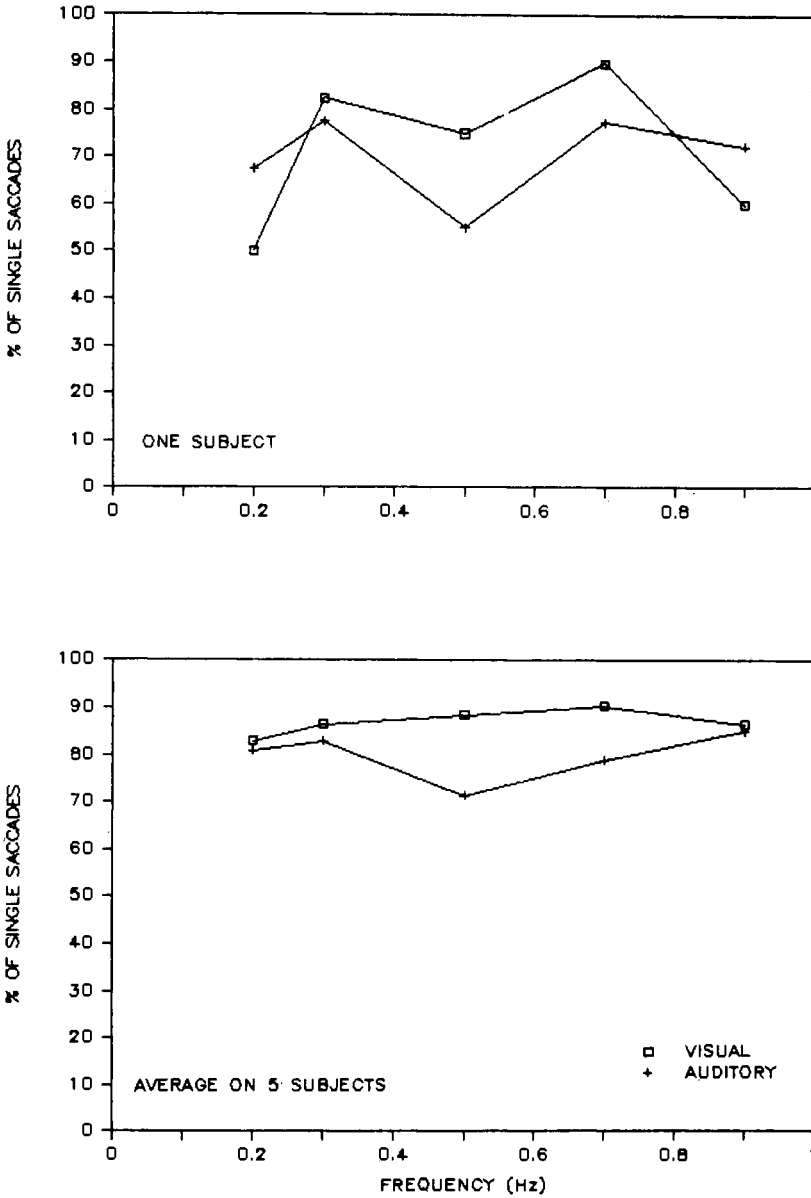 100
90
80
70
60
50
40
30
20
10
0
% OF SINGLE SACCADES
ONE SUBJECT
0 0.2 0.4 0.6 0.8 1
100
90
80
70
60
50
40
30
20
10
0
% OF SINGLE SACCADES
VISUAL
AUDITORY
AVERAGE ON 5 SUBJECTS
0 0.2 0.4 0.6 0.8 1
FREQUENCY (Hz)